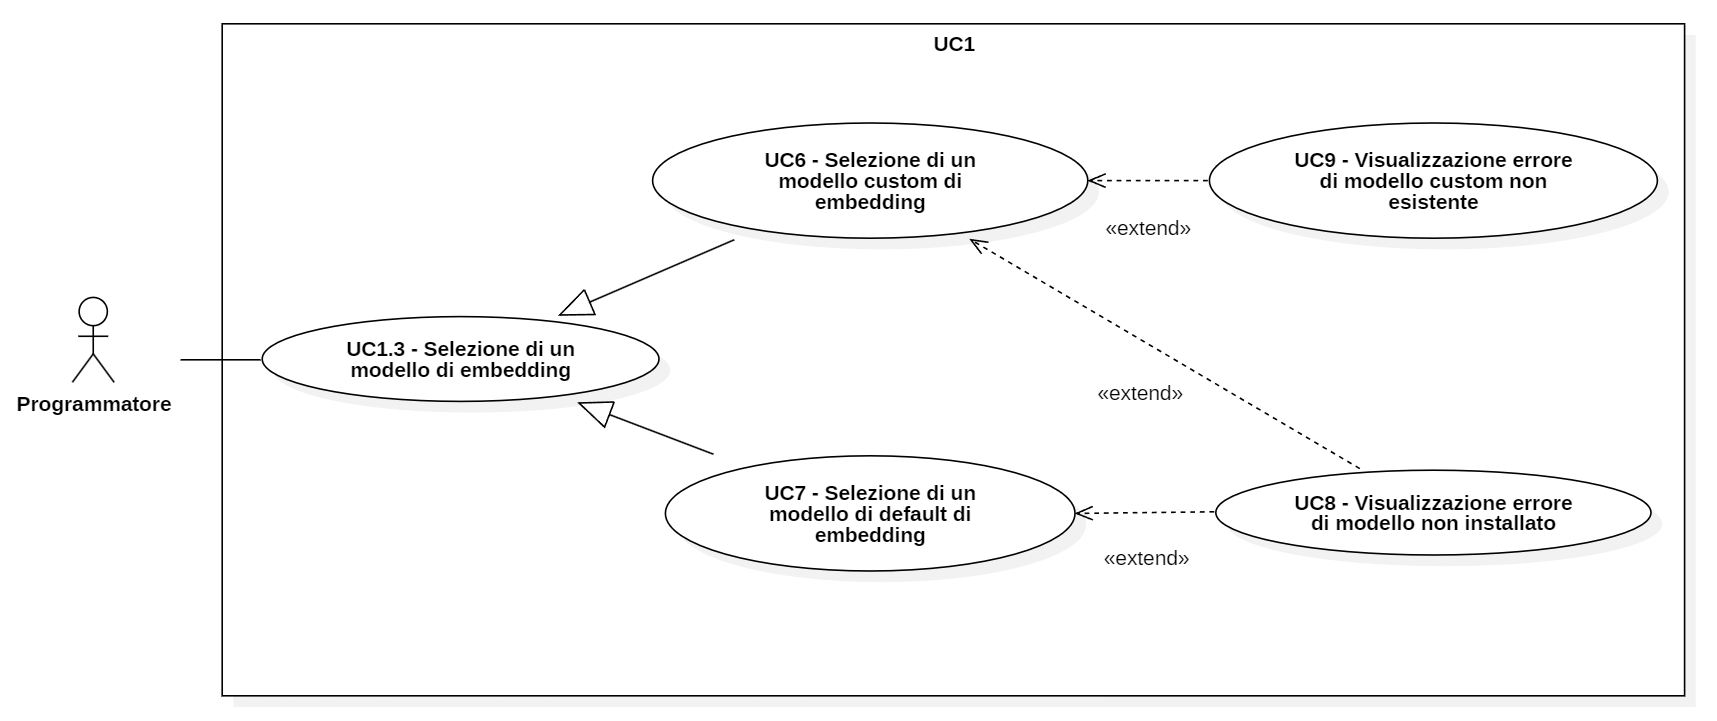 UC1
UC6 - Selezione di un
modello custom di
embedding
UC9 - Visualizzazione errore
di modello custom non
esistente
«extend»
UC1.3 - Selezione di un
modello di embedding
Programmatore
«extend»
UC7 - Selezione di un
modello di default di
embedding
UC8 - Visualizzazione errore
di modello non installato
«extend»